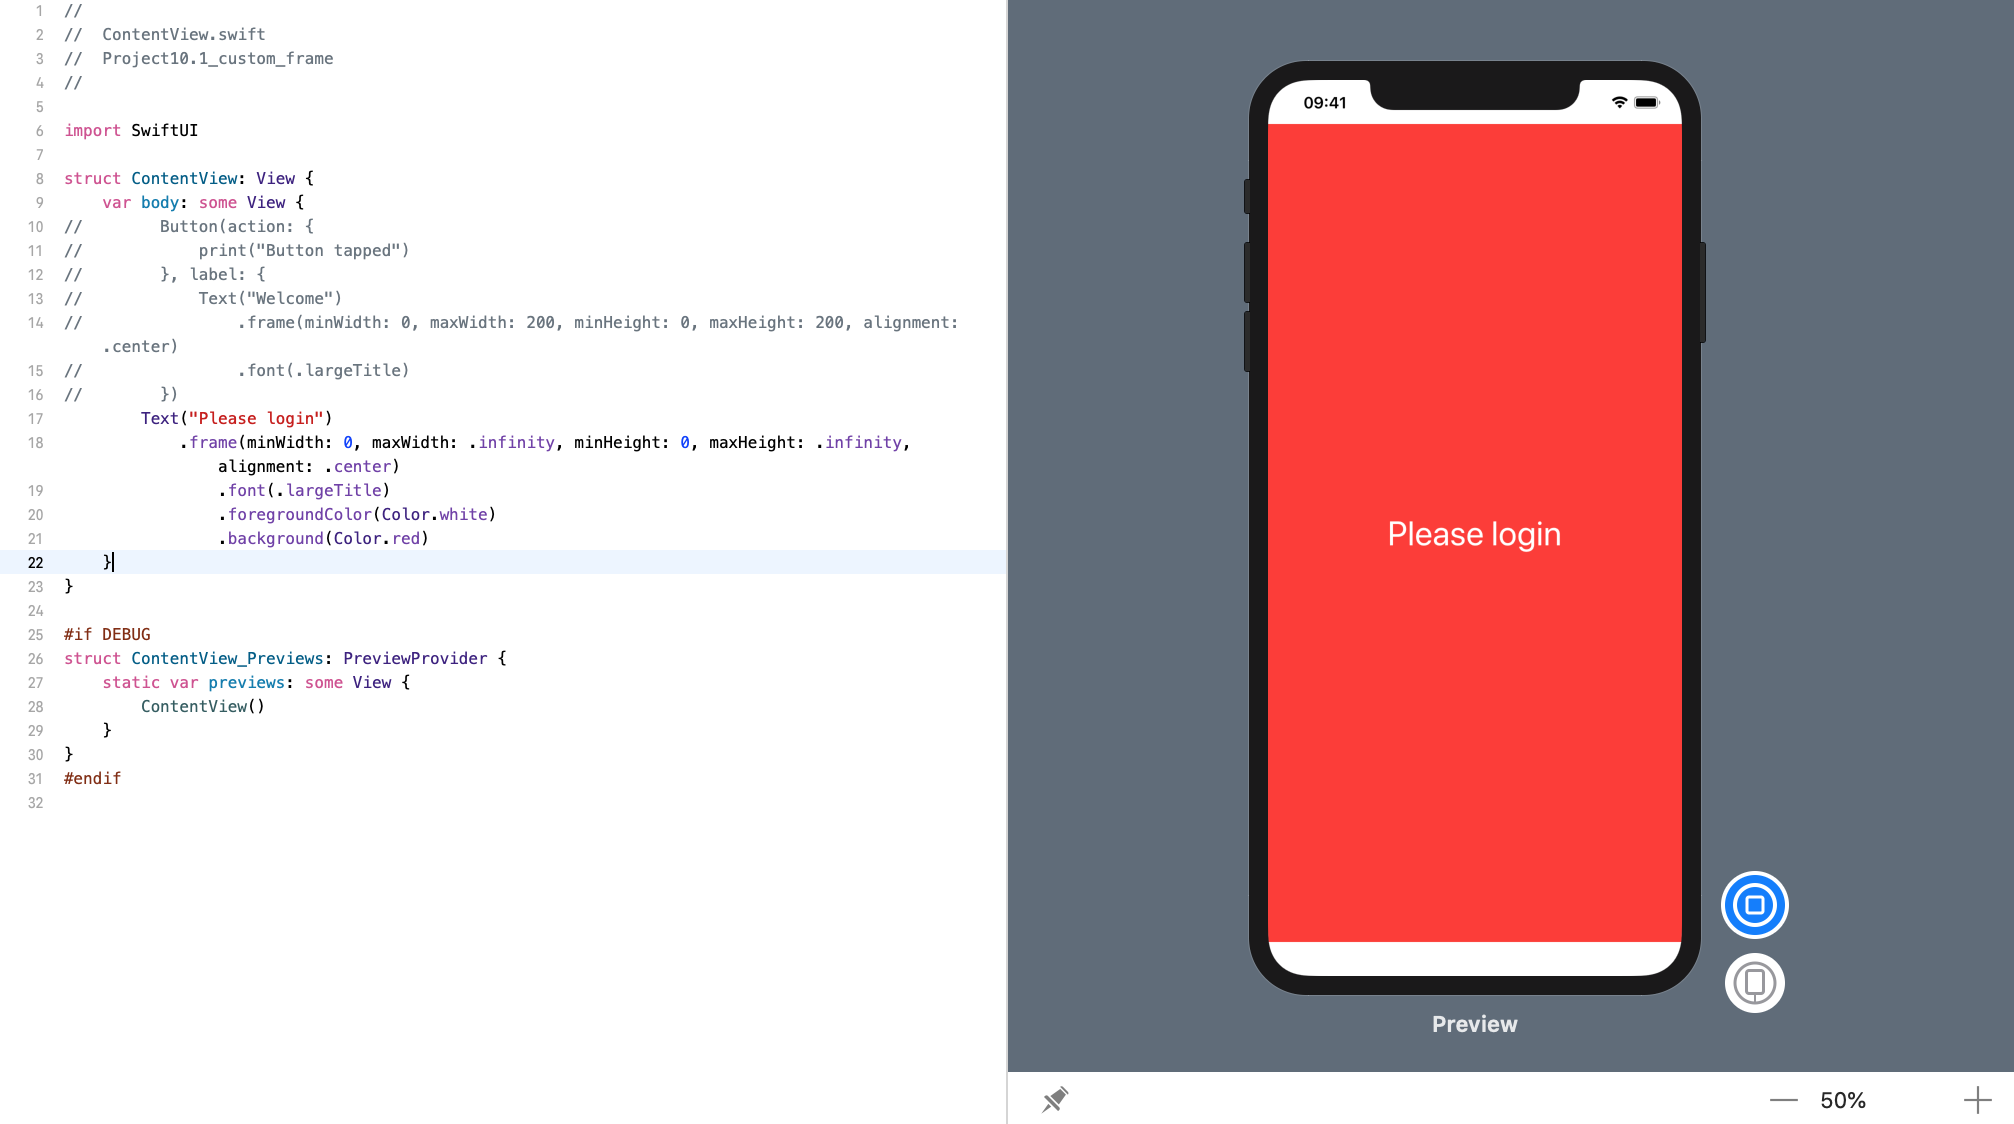 1 //
2 //  ContentView.swift
3 //  Project10.1_custom_frame
4 //
5
6 import SwiftUI
7
8 struct ContentView: View {
9     var body: some View {
10 //        Button(action: {
11 //            print("Button tapped")
12 //        }, label: {
13 //            Text("Welcome")
14 //                .frame(minWidth: 0, maxWidth: 200, minHeight: 0, maxHeight: 200, alignment:
    .center)
15 //                .font(.largeTitle)
16 //        })
17         Text("Please login")
18             .frame(minWidth: 0, maxWidth: .infinity, minHeight: 0, maxHeight: .infinity,
                alignment: .center)
19                 .font(.largeTitle)
20                 .foregroundColor(Color.white)
21                 .background(Color.red)
22     }
23 }
24
25 #if DEBUG
26 struct ContentView_Previews: PreviewProvider {
27     static var previews: some View {
28         ContentView()
29     }
30 }
31 #endif
32
09:41
Please login
Preview
50%